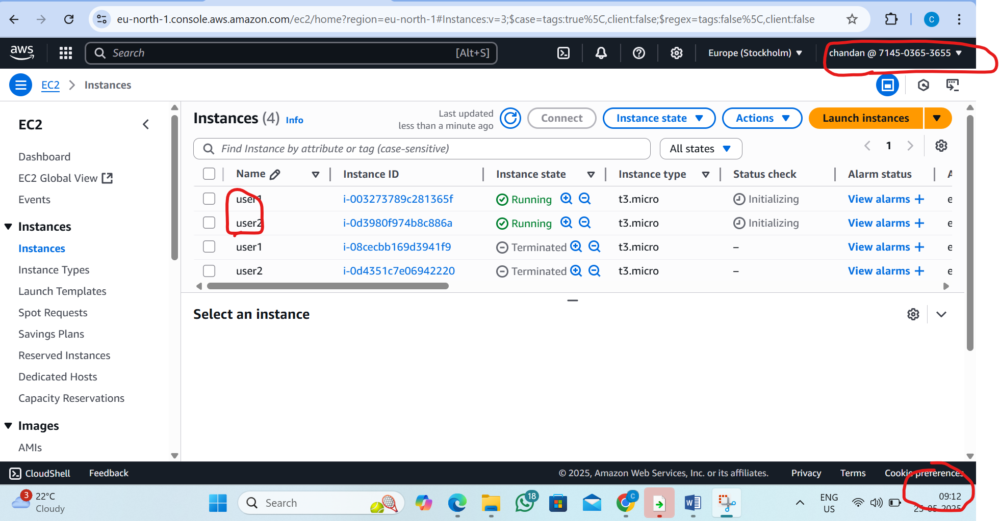 eu-north-1.console.aws.amazon.com/ec2/home?region=eu-north-1#Instances:v=3;$case=tags:true%5C,client:false;$regex=tags:false%5C,client:false
C
aws
Search [Alt+S]
Europe (Stockholm)
chandan @ 7145-0365-3655
EC2 Instances
EC2
Dashboard
EC2 Global View
Events
Instances
Instances
Instance Types
Launch Templates
Spot Requests
Savings Plans
Reserved Instances
Dedicated Hosts
Capacity Reservations
Images
AMIs
Instances (4) Info
Last updated
less than a minute ago
Connect
Instance state
Actions
Launch instances
Find Instance by attribute or tag (case-sensitive)
All states
1
Name Instance ID Instance state Instance type Status check Alarm status A
user1 i-003273789c281365f Running t3.micro Initializing View alarms + e
user2 i-0d3980f974b8c886a Running t3.micro Initializing View alarms + e
user1 i-08cecbb169d3941f9 Terminated t3.micro – View alarms + e
user2 i-0d4351c7e06942220 Terminated t3.micro – View alarms + e
Select an instance
CloudShell Feedback
© 2025, Amazon Web Services, Inc. or its affiliates. Privacy Terms Cookie preferences
3
22°C
Cloudy
Search
18
C
W
ENG
US
09:12